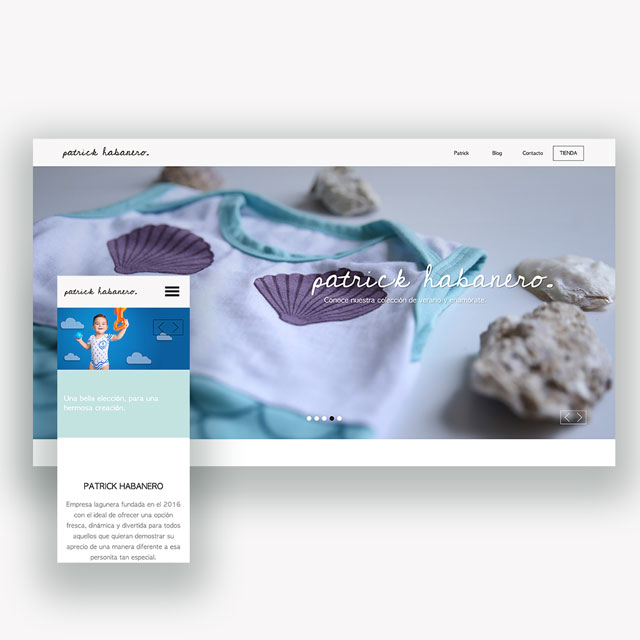 patrick habanero.
Patrick
Blog
Contacto
TIENDA
patrick habanero.
Conoce nuestra colección de verano y enamórate.
patrick habanero.
Una bella elección, para una
hermosa creación.
PATRICK HABANERO
Empresa lagunera fundada en el 2016
con el ideal de ofrecer una opción
fresca, dinámica y divertida para todos
aquellos que quieran demostrar su
aprecio de una manera diferente a esa
personita tan especial.